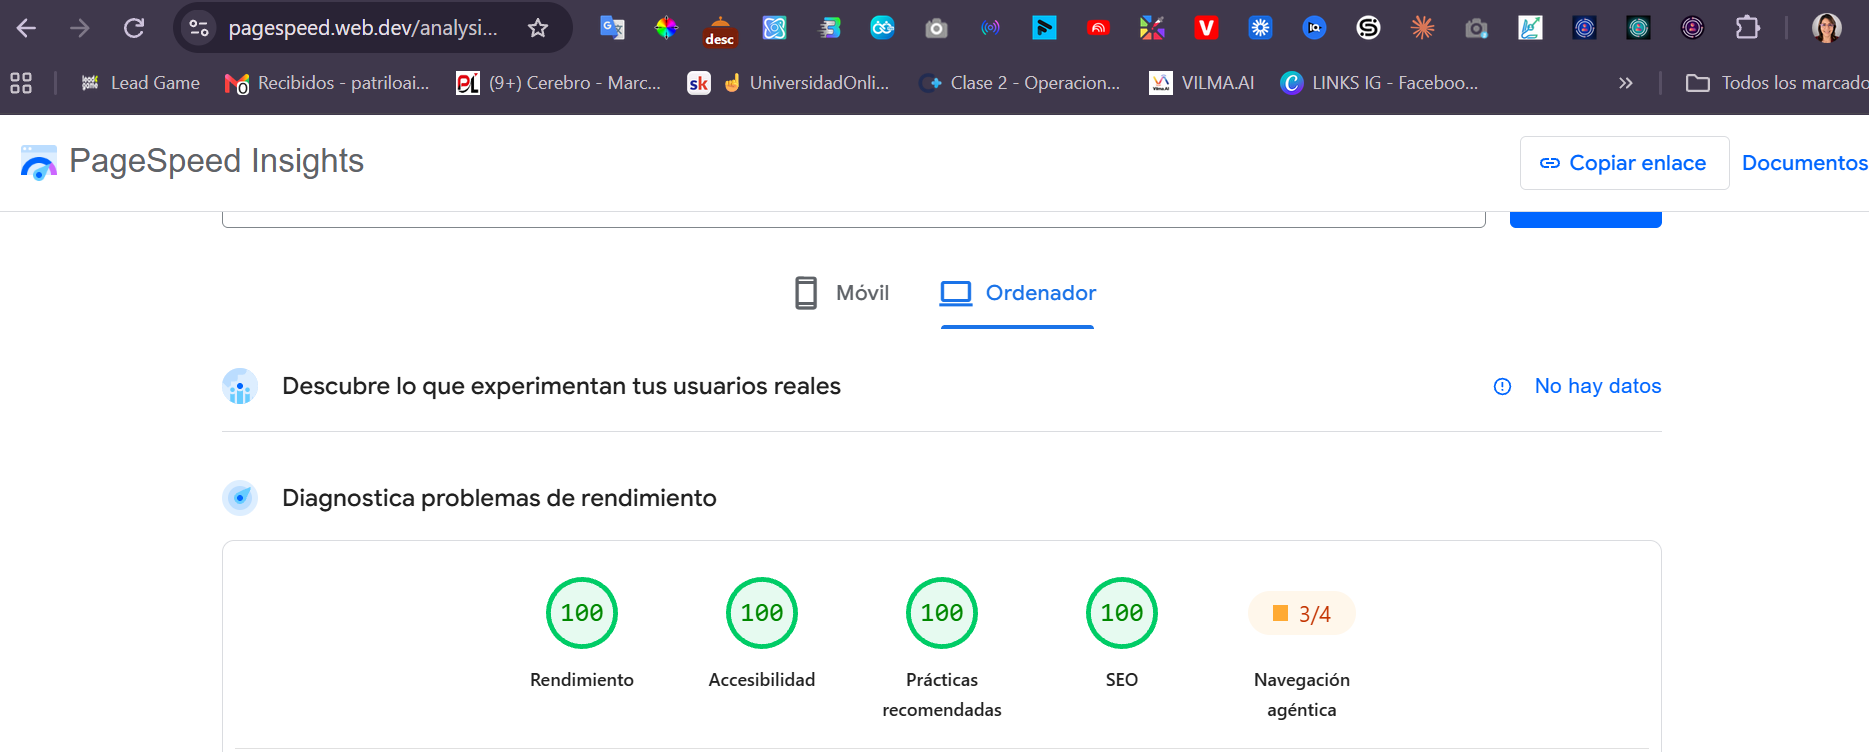 pagespeed.web.dev/analysi...
desc
Lead Game
Recibidos - patriloai...
(9+) Cerebro - Marc...
sk
UniversidadOnli...
Clase 2 - Operacion...
VILMA.AI
LINKS IG - Faceboo...
»
Todos los marcado
PageSpeed Insights
Copiar enlace
Documentos
Móvil
Ordenador
Descubre lo que experimentan tus usuarios reales
No hay datos
Diagnostica problemas de rendimiento
100
100
100
100
3/4
Rendimiento
Accesibilidad
Prácticas
recomendadas
SEO
Navegación
agéntica